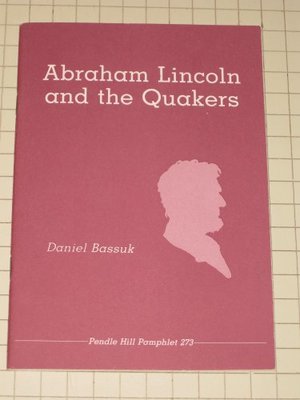 Abraham Lincoln
and the Quakers
Daniel Bassuk
Pendle Hill Pamphlet 273